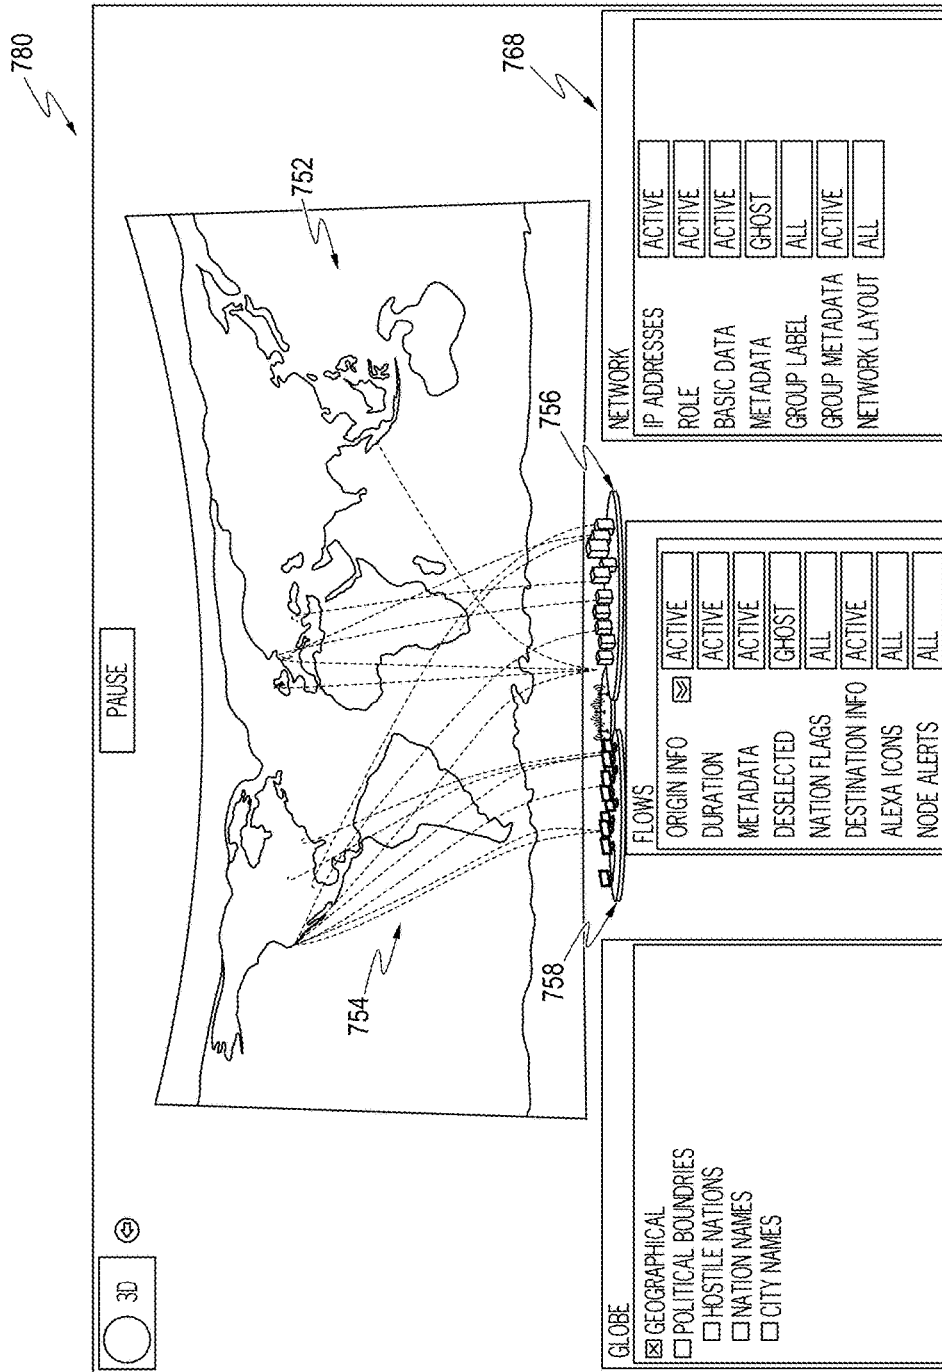 780
3D
PAUSE
752
754
758
756
768
GLOBE
GEOGRAPHICAL
POLITICAL BOUNDRIES
HOSTILE NATIONS
NATION NAMES
CITY NAMES
FLOWS
ORIGIN INFO ACTIVE
DURATION ACTIVE
METADATA ACTIVE
DESELECTED GHOST
NATION FLAGS ALL
DESTINATION INFO ACTIVE
ALEXA ICONS ALL
NODE ALERTS ALL
NETWORK
IP ADDRESSES ACTIVE
ROLE ACTIVE
BASIC DATA ACTIVE
METADATA GHOST
GROUP LABEL ALL
GROUP METADATA ACTIVE
NETWORK LAYOUT ALL